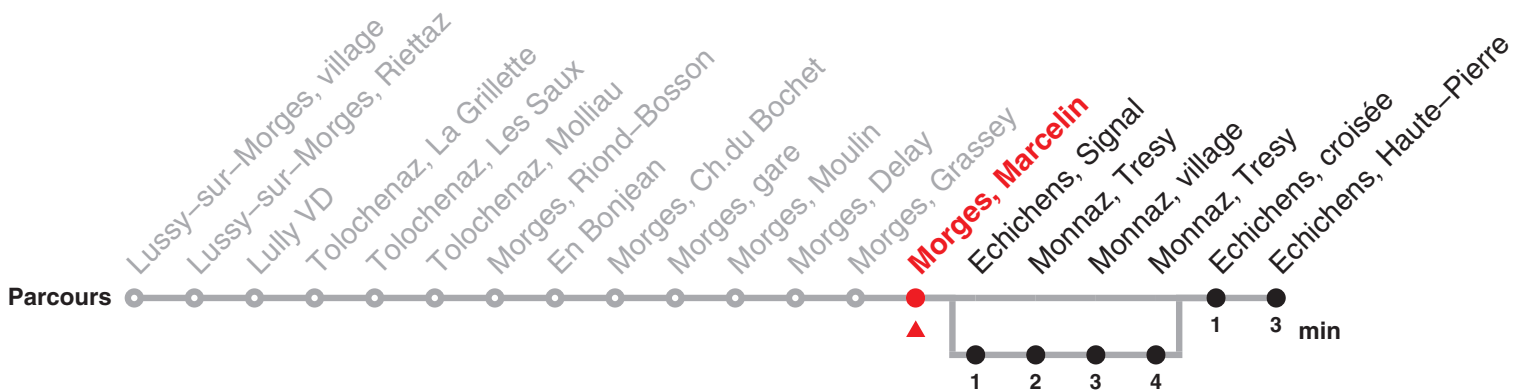 Lussy–sur–Morges, village
Lussy–sur–Morges, Riettaz
Lully VD
Tolochenaz, La Grillette
Tolochenaz, Les Saux
Tolochenaz, Molliau
Morges, Riond–Bosson
En Bonjean
Morges, Ch.du Bochet
Morges, gare
Morges, Moulin
Morges, Delay
Morges, Grassey
Morges, Marcelin
Echichens, Signal
Monnaz, Tresy
Monnaz, village
Monnaz, Tresy
Echichens, croisée
Echichens, Haute–Pierre
Parcours
1 3 min
1 2 3 4